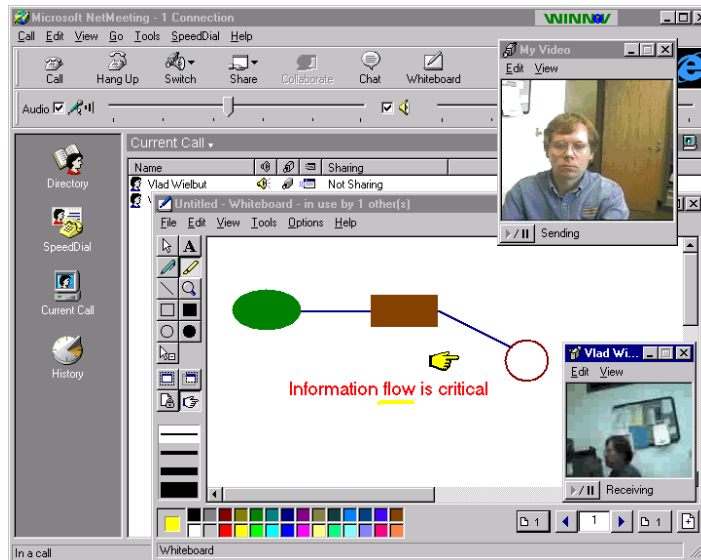 Microsoft NetMeeting - 1 Connection
WINNOV
Call Edit View Go Tools SpeedDial Help
Call Hang Up Switch Share Collaborate Chat Whiteboard
My Video
Edit View
Audio
Sending
Directory
SpeedDial
Current Call
History
Current Call
Name Sharing
Vlad Wielbut Not Sharing
Untitled - Whiteboard - in use by 1 other(s)
File Edit View Tools Options Help
A
Information flow is critical
Vlad Wi...
Edit View
Receiving
1 1 1
In a call
Whiteboard